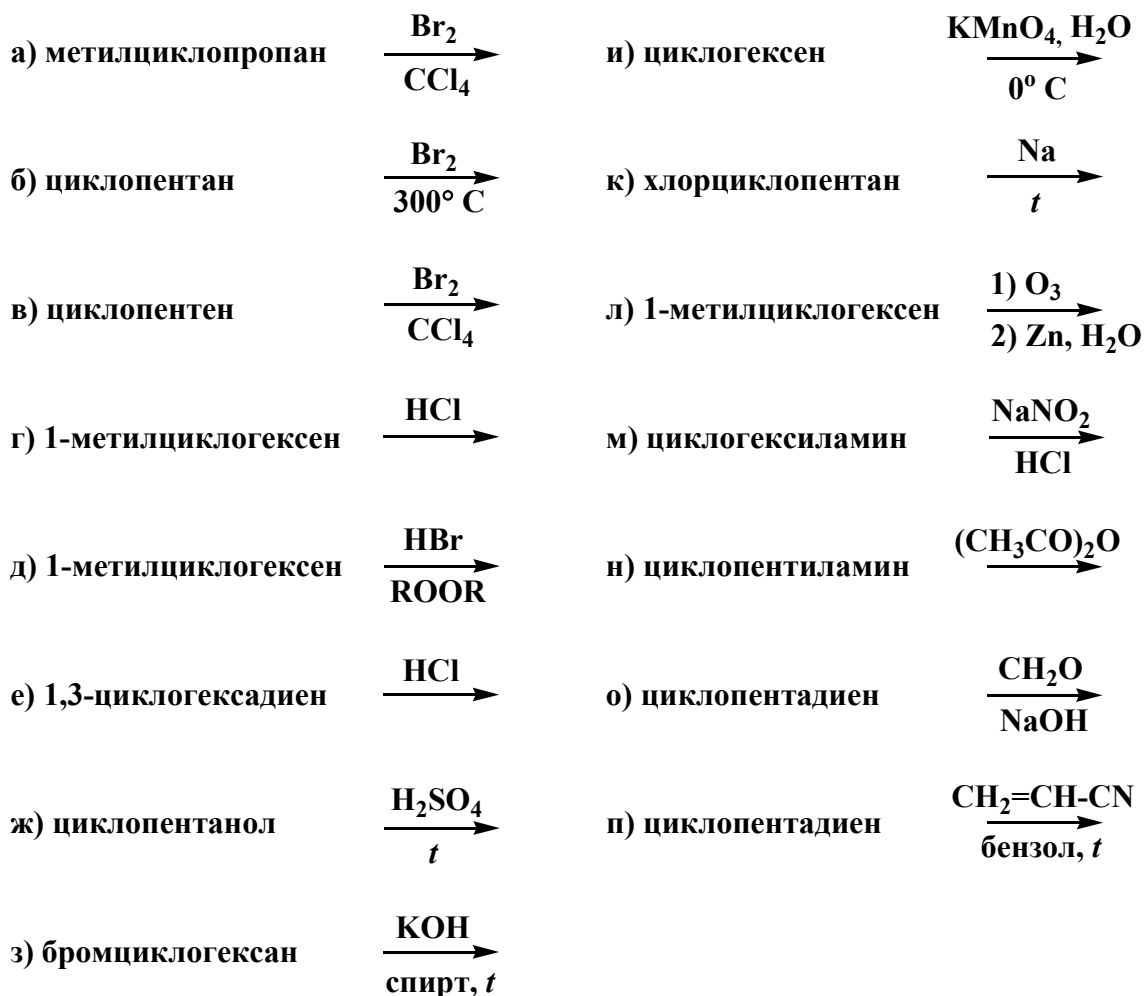 а) метилциклопропан Br2 CCl4
б) циклопентан Br2 300° C
в) циклопентен Br2 CCl4
г) 1-метилциклогексен HCl
д) 1-метилциклогексен HBr ROOR
е) 1,3-циклогексадиен HCl
ж) циклопентанол H2SO4 t
з) бромциклогексан KOH спирт, t
и) циклогексен KMnO4, H2O 0° C
к) хлорциклопентан Na t
л) 1-метилциклогексен 1) O3 2) Zn, H2O
м) циклогексиламин NaNO2 HCl
н) циклопентиламин (CH3CO)2O
о) циклопентадиен CH2O NaOH
п) циклопентадиен CH2=CH-CN бензол, t